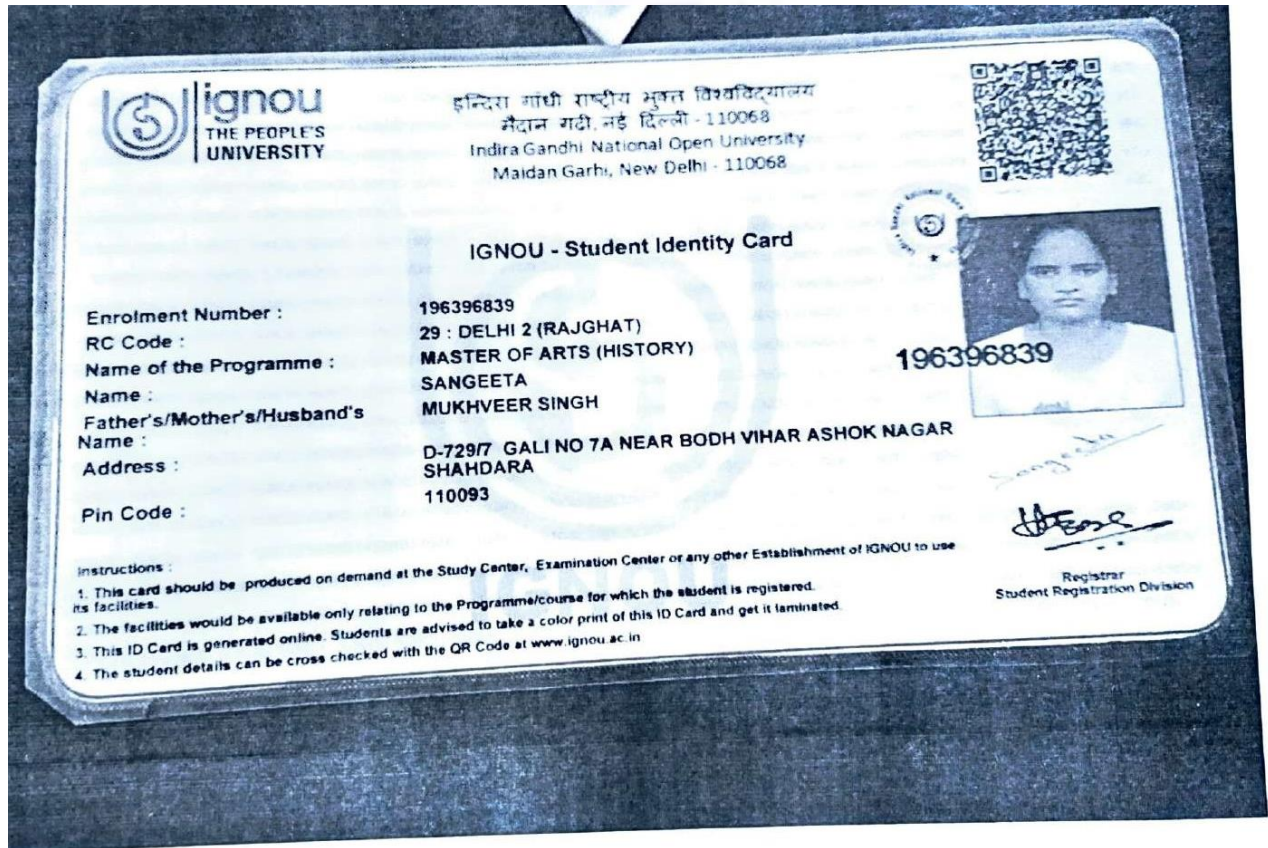 ignou
THE PEOPLE'S
UNIVERSITY
इन्दिरा गांधी राष्ट्रीय मुक्त विश्वविद्यालय
मैदान गढ़ी, नई दिल्ली - 110068
Indira Gandhi National Open University
Maidan Garhi, New Delhi - 110068
IGNOU - Student Identity Card
Enrolment Number : 196396839
RC Code : 29 : DELHI 2 (RAJGHAT)
Name of the Programme : MASTER OF ARTS (HISTORY)
Name : SANGEETA
Father's/Mother's/Husband's
Name : MUKHVEER SINGH
Address : D-729/7 GALI NO 7A NEAR BODH VIHAR ASHOK NAGAR
SHAHDARA
Pin Code : 110093
196396839
Sangeeta
Registrar
Student Registration Division
Instructions :
1. This card should be produced on demand at the Study Center, Examination Center or any other Establishment of IGNOU to use
its facilities.
2. The facilities would be available only relating to the Programme/course for which the student is registered.
3. This ID Card is generated online. Students are advised to take a color print of this ID Card and get it laminated.
4. The student details can be cross checked with the QR Code at www.ignou.ac.in
IGNOU